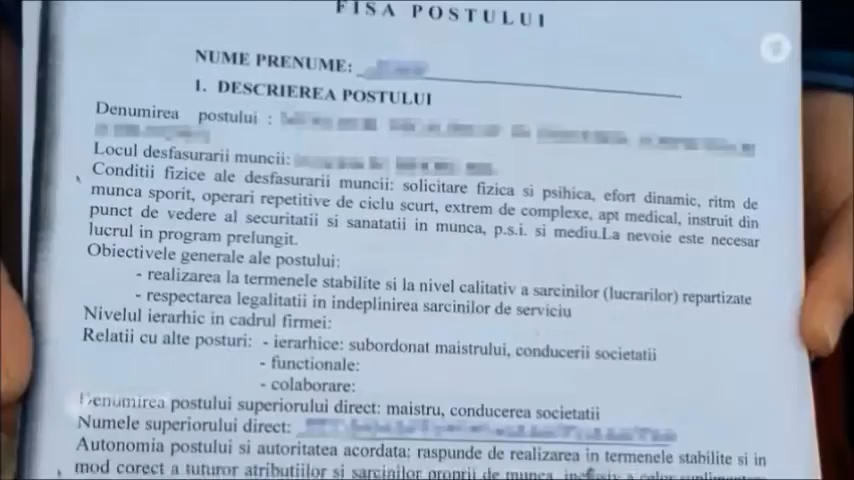 FISA POSTULUI
NUME PRENUME:
1. DESCRIEREA POSTULUI
Denumirea postului :
Locul desfasurarii muncii:
Conditii fizice ale desfasurarii muncii: solicitare fizica si psihica, efort dinamic, ritm de
munca sporit, operari repetitive de ciclu scurt, extrem de complexe, apt medical, instruit din
punct de vedere al securitatii si sanatatii in munca, p.s.i. si mediu.La nevoie este necesar
lucrul in program prelungit.
Obiectivele generale ale postului:
- realizarea la termenele stabilite si la nivel calitativ a sarcinilor (lucrarilor) repartizate
- respectarea legalitatii in indeplinirea sarcinilor de serviciu
Nivelul ierarhic in cadrul firmei:
Relatii cu alte posturi: - ierarhice: subordonat maistrului, conducerii societatii
- functionale:
- colaborare:
Denumirea postului superiorului direct: maistru, conducerea societatii
Numele superiorului direct:
Autonomia postului si autoritatea acordata: raspunde de realizarea in termenele stabilite si in
mod corect a tuturor atributiilor si sarcinilor proprii de munca, inclusiv a celor